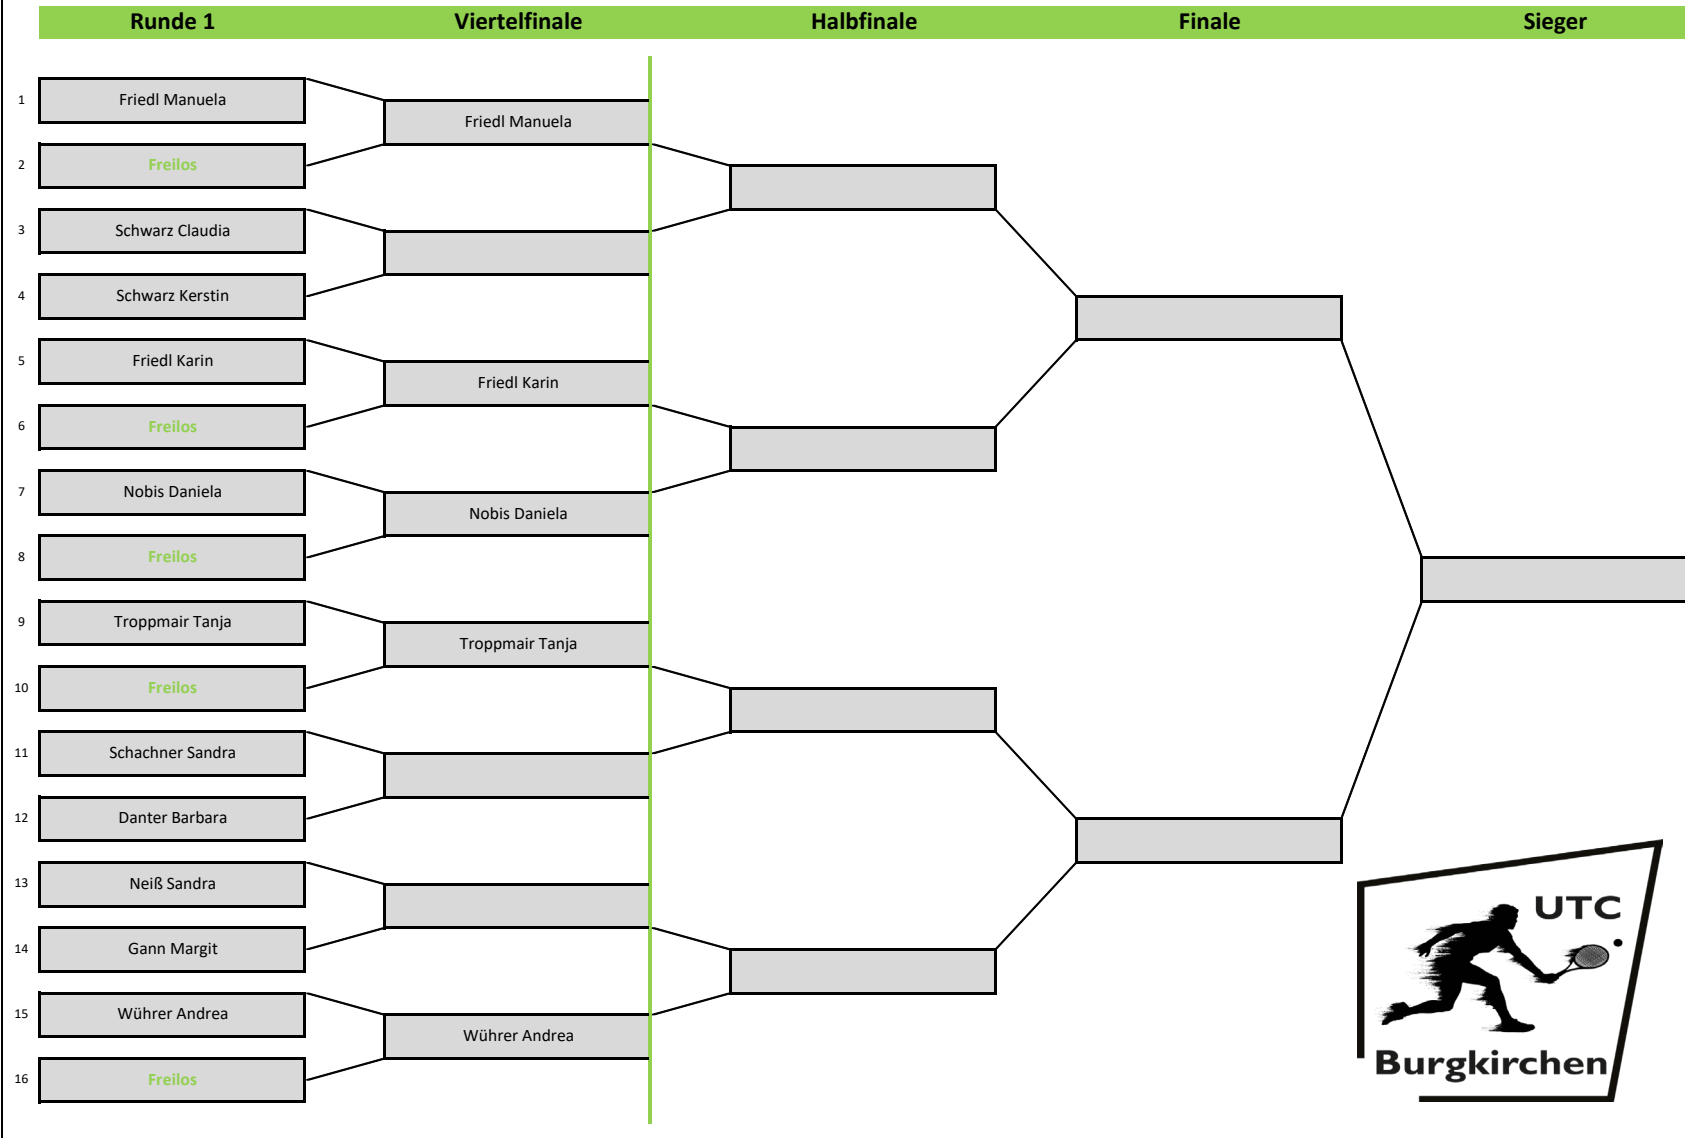 Runde 1 Viertelfinale Halbfinale Finale Sieger
1 Friedl Manuela
Friedl Manuela
2 Freilos
3 Schwarz Claudia
4 Schwarz Kerstin
5 Friedl Karin
Friedl Karin
6 Freilos
7 Nobis Daniela
Nobis Daniela
8 Freilos
9 Troppmair Tanja
Troppmair Tanja
10 Freilos
11 Schachner Sandra
12 Danter Barbara
13 Neiß Sandra
14 Gann Margit
15 Wührer Andrea
Wührer Andrea
16 Freilos
UTC
Burgkirchen